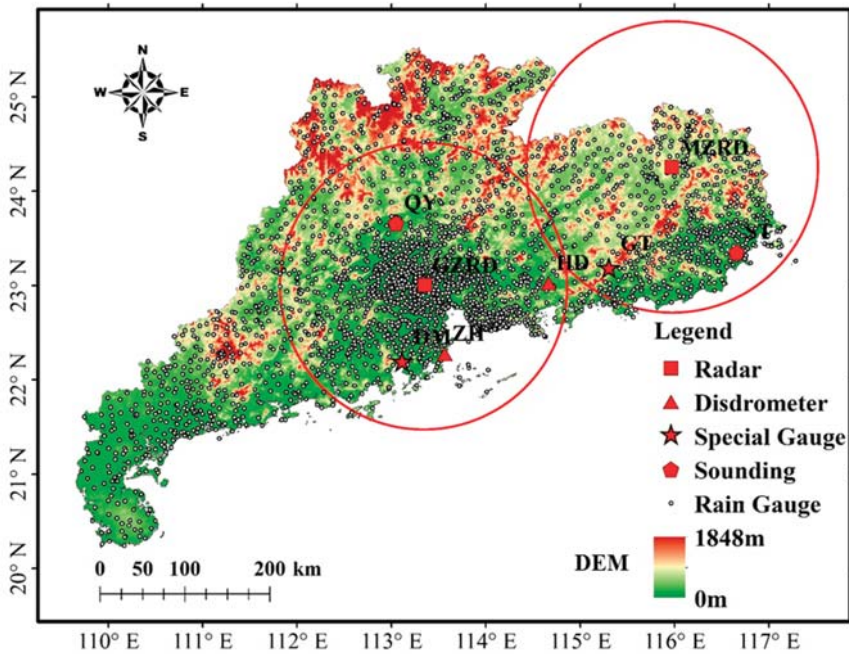 N
W E
S
25° N
24° N
23° N
22° N
21° N
20° N
MZRD
QY
ST
GT
GZRD
HD
ZH
Legend
Radar
Disdrometer
Special Gauge
Sounding
Rain Gauge
DEM
1848m
0m
0 50 100 200 km
110° E 111° E 112° E 113° E 114° E 115° E 116° E 117° E